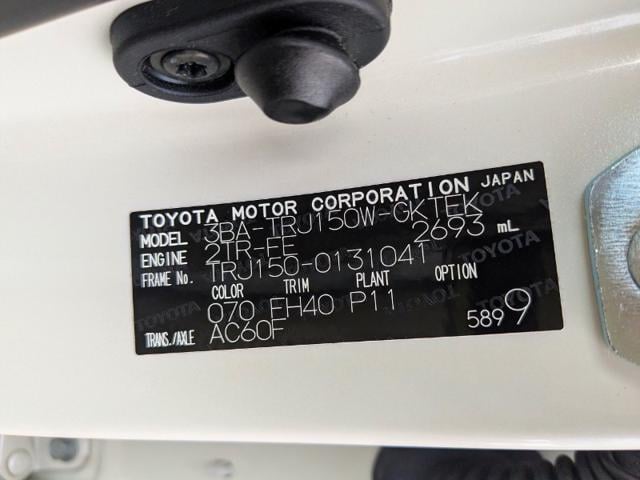 TOYOTA MOTOR CORPORATION JAPAN
MODEL 3BA-TRJ150W-GKTEK
ENGINE 2TR-FE 2693 mL
FRAME No. TRJ150-0131041
COLOR TRIM PLANT OPTION
070 EH40 P11
TRANS./AXLE AC60F 5899